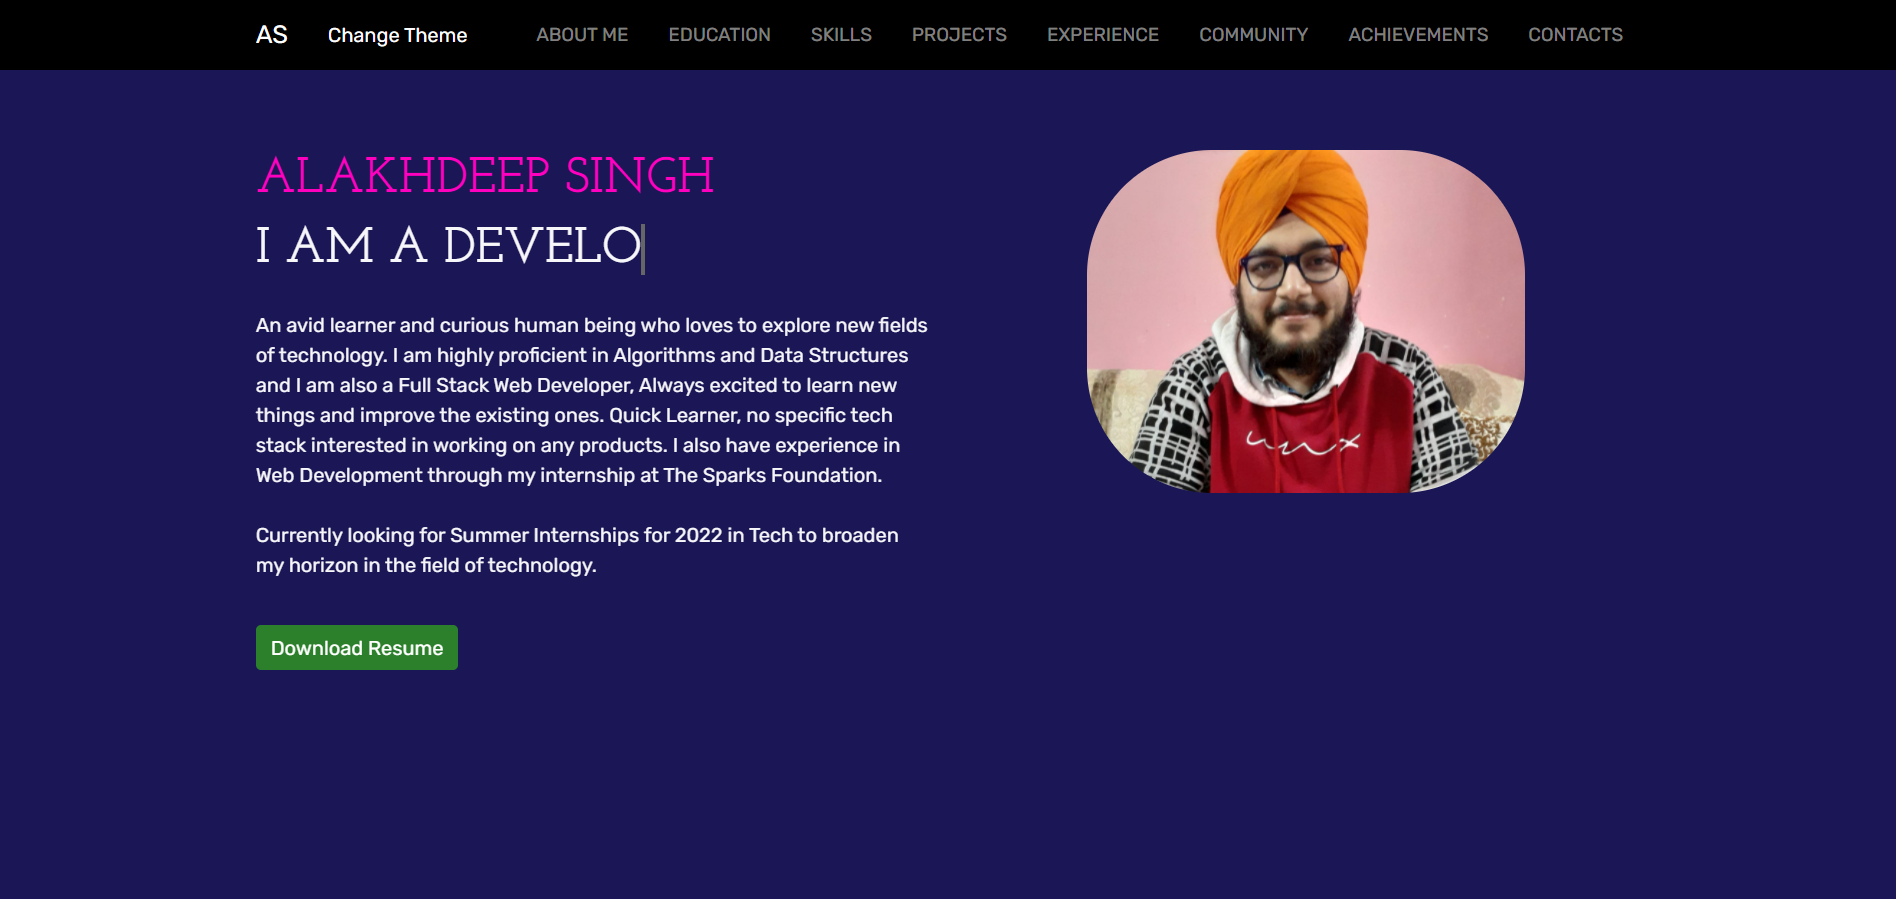 AS Change Theme ABOUT ME EDUCATION SKILLS PROJECTS EXPERIENCE COMMUNITY ACHIEVEMENTS CONTACTS
ALAKHDEEP SINGH
I AM A DEVELO
An avid learner and curious human being who loves to explore new fields
of technology. I am highly proficient in Algorithms and Data Structures
and I am also a Full Stack Web Developer, Always excited to learn new
things and improve the existing ones. Quick Learner, no specific tech
stack interested in working on any products. I also have experience in
Web Development through my internship at The Sparks Foundation.
Currently looking for Summer Internships for 2022 in Tech to broaden
my horizon in the field of technology.
Download Resume